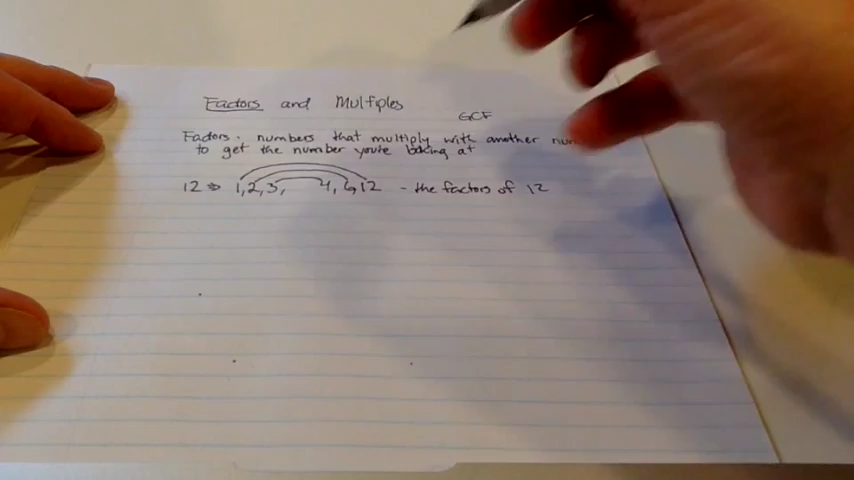 Factors and Multiples
GCF
Factors - numbers that multiply with another
to get the number you're looking at
12 => 1, 2, 3, 4, 6, 12 - the factors of 12